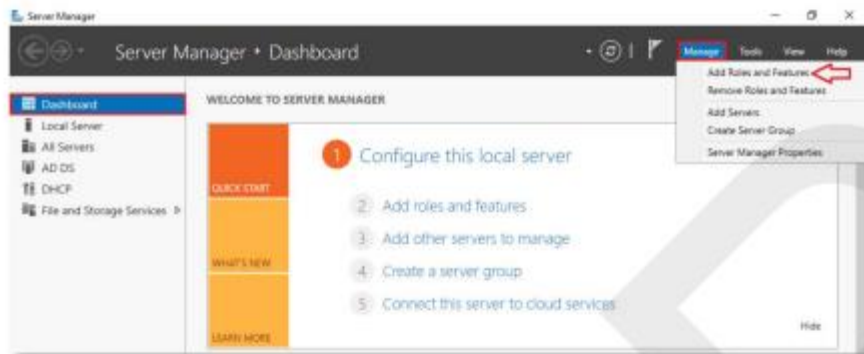 Server Manager
Server Manager • Dashboard
Manage Tools View Help
Add Roles and Features
Remove Roles and Features
Add Servers
Create Server Group
Server Manager Properties
Dashboard
Local Server
All Servers
AD DS
DHCP
File and Storage Services
WELCOME TO SERVER MANAGER
QUICK START
WHAT'S NEW
LEARN MORE
1 Configure this local server
2 Add roles and features
3 Add other servers to manage
4 Create a server group
5 Connect this server to cloud services
Hide